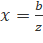 x = b/z